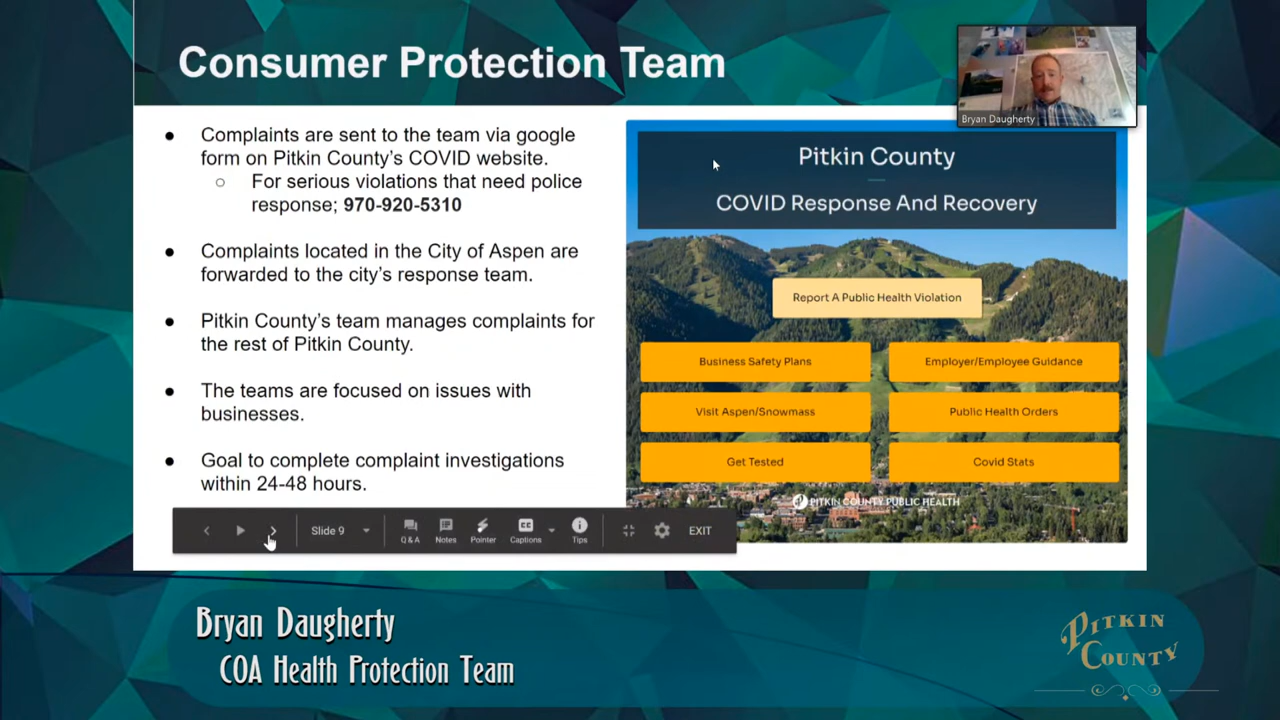 Consumer Protection Team
Bryan Daugherty
● Complaints are sent to the team via google
form on Pitkin County's COVID website.
○ For serious violations that need police
response; 970-920-5310
● Complaints located in the City of Aspen are
forwarded to the city's response team.
● Pitkin County's team manages complaints for
the rest of Pitkin County.
● The teams are focused on issues with
businesses.
● Goal to complete complaint investigations
within 24-48 hours.
Pitkin County
COVID Response And Recovery
Report A Public Health Violation
Business Safety Plans
Employer/Employee Guidance
Visit Aspen/Snowmass
Public Health Orders
Get Tested
Covid Stats
PITKIN COUNTY PUBLIC HEALTH
Slide 9
Q & A
Notes
Pointer
CC
Captions
Tips
EXIT
Bryan Daugherty
COA Health Protection Team
PITKIN
COUNTY